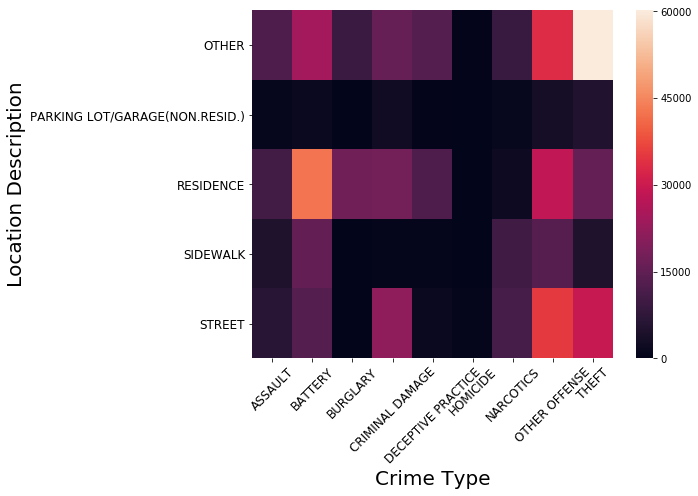 Location Description
OTHER
PARKING LOT/GARAGE(NON.RESID.)
RESIDENCE
SIDEWALK
STREET
ASSAULT
BATTERY
BURGLARY
CRIMINAL DAMAGE
DECEPTIVE PRACTICE
HOMICIDE
NARCOTICS
OTHER OFFENSE
THEFT
Crime Type
60000
45000
30000
15000
0